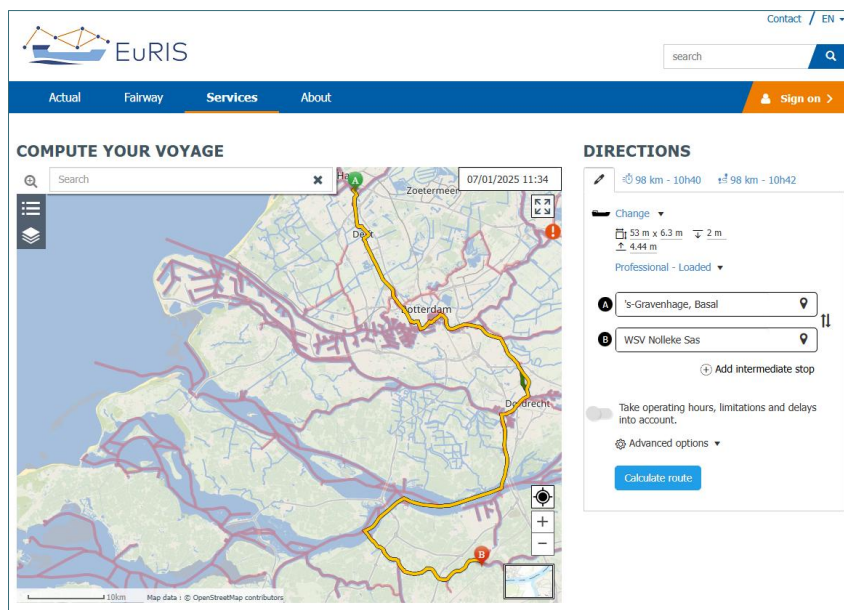 Contact / EN
EuRIS
search
Actual Fairway Services About
Sign on >
COMPUTE YOUR VOYAGE
Search
07/01/2025 11:34
Zoetermeer
Rotterdam
10km Map data : © OpenStreetMap contributors
DIRECTIONS
98 km - 10h40 98 km - 10h42
Change
53 m x 6.3 m 2 m
4.44 m
Professional - Loaded
A 's-Gravenhage, Basal
B WSV Nolleke Sas
Add intermediate stop
Take operating hours, limitations and delays
into account.
Advanced options
Calculate route